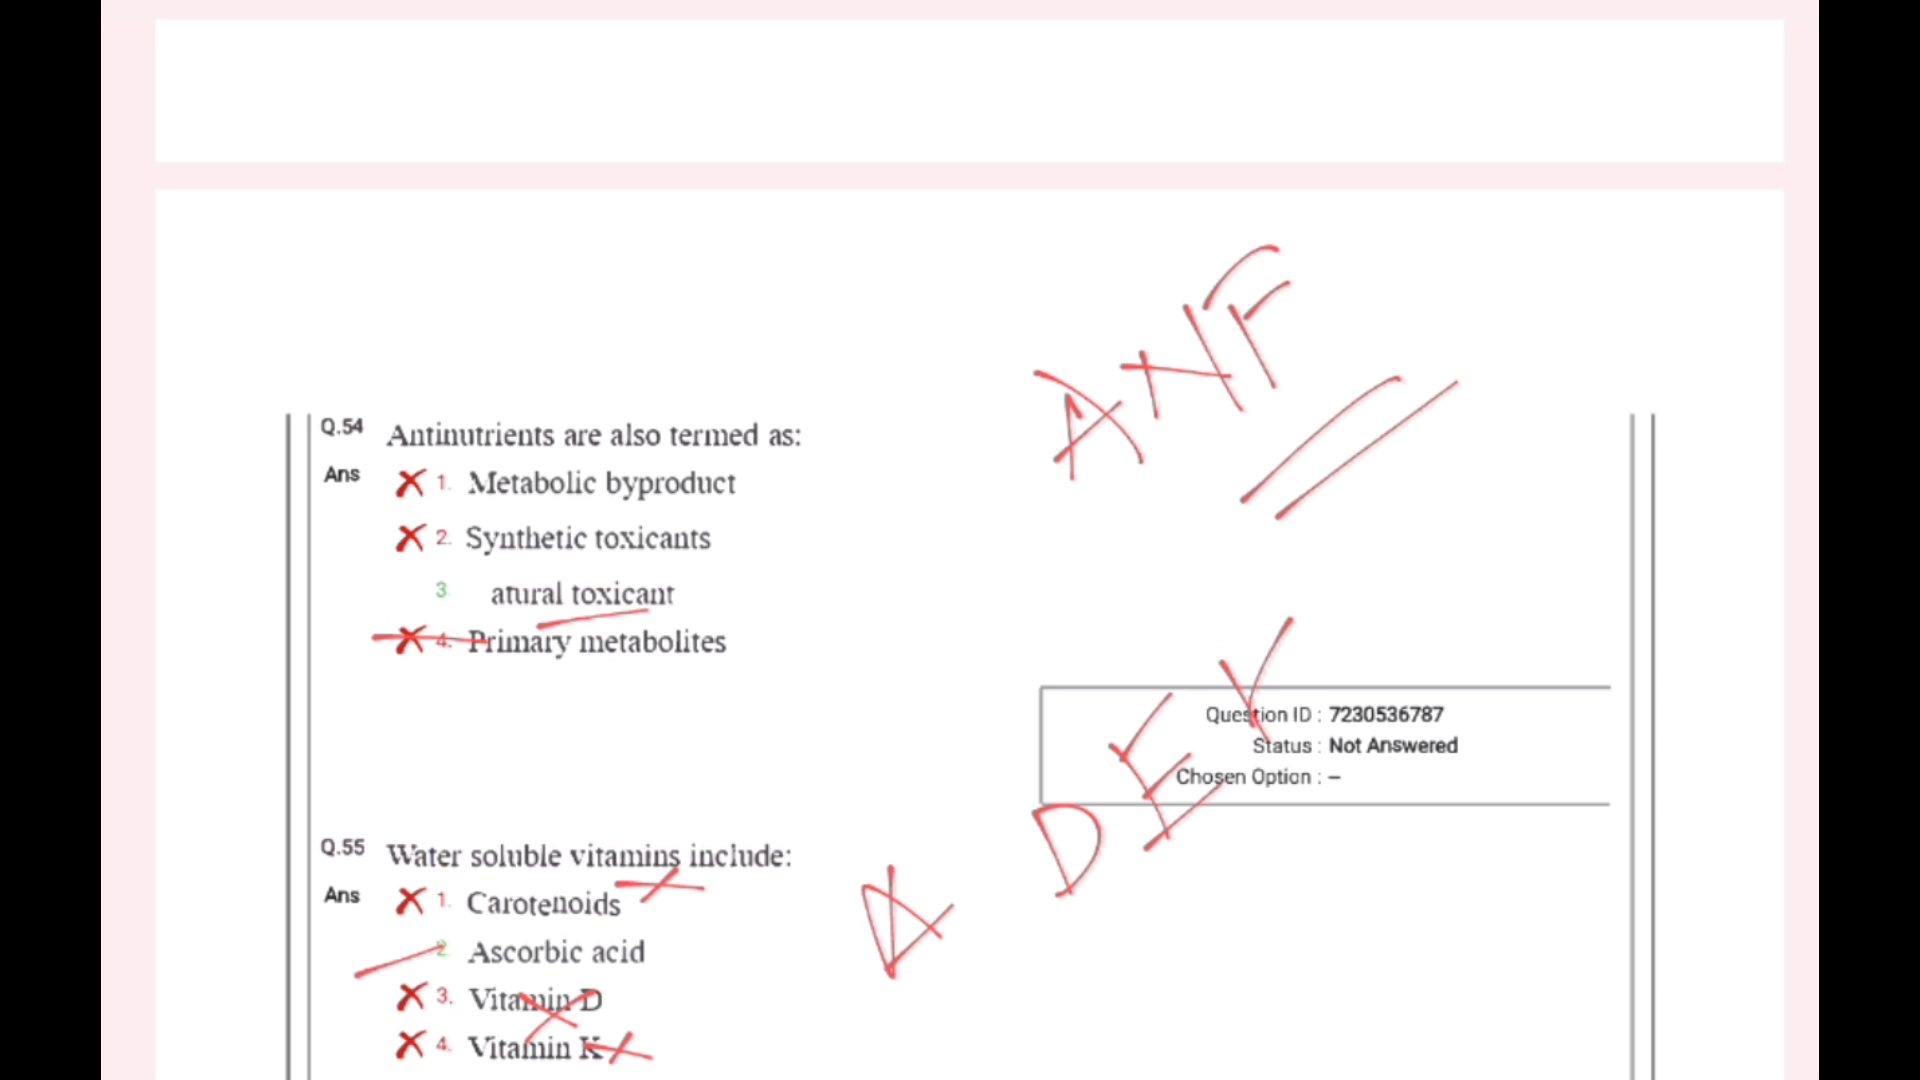 ANF
Q.54 Antinutrients are also termed as:
Ans 1. Metabolic byproduct
2. Synthetic toxicants
3. atural toxicant
4. Primary metabolites
Question ID : 7230536787
Status : Not Answered
Chosen Option : –
A D E K
Q.55 Water soluble vitamins include:
Ans 1. Carotenoids
2. Ascorbic acid
3. Vitamin D
4. Vitamin K